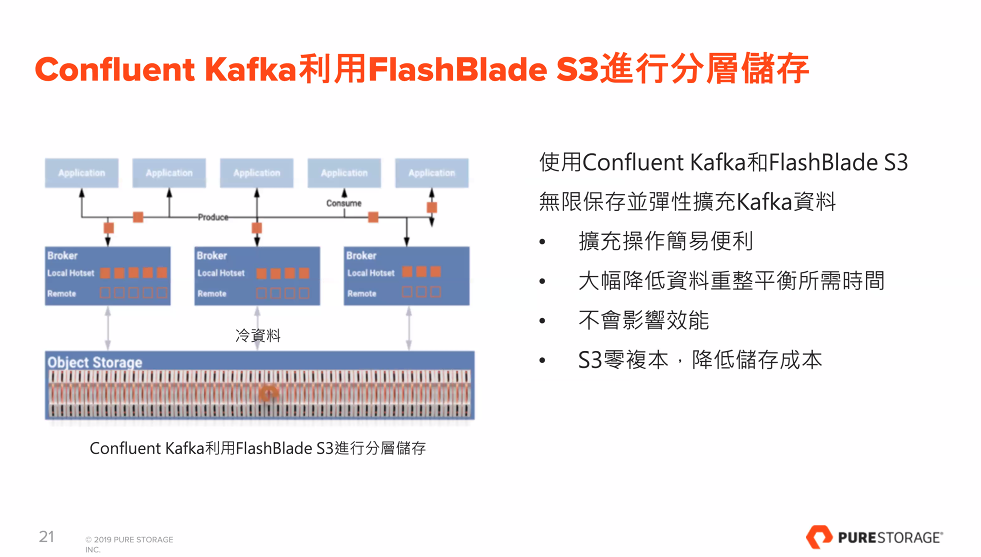 Confluent Kafka利用FlashBlade S3進行分層儲存
Application
Application
Application
Application
Application
Consume
Produce
Broker
Local Hotset
Remote
Broker
Local Hotset
Remote
Broker
Local Hotset
Remote
冷資料
Object Storage
Confluent Kafka利用FlashBlade S3進行分層儲存
使用Confluent Kafka和FlashBlade S3
無限保存並彈性擴充Kafka資料
• 擴充操作簡易便利
• 大幅降低資料重整平衡所需時間
• 不會影響效能
• S3零複本，降低儲存成本
21
© 2019 PURE STORAGE
INC.
PURESTORAGE®